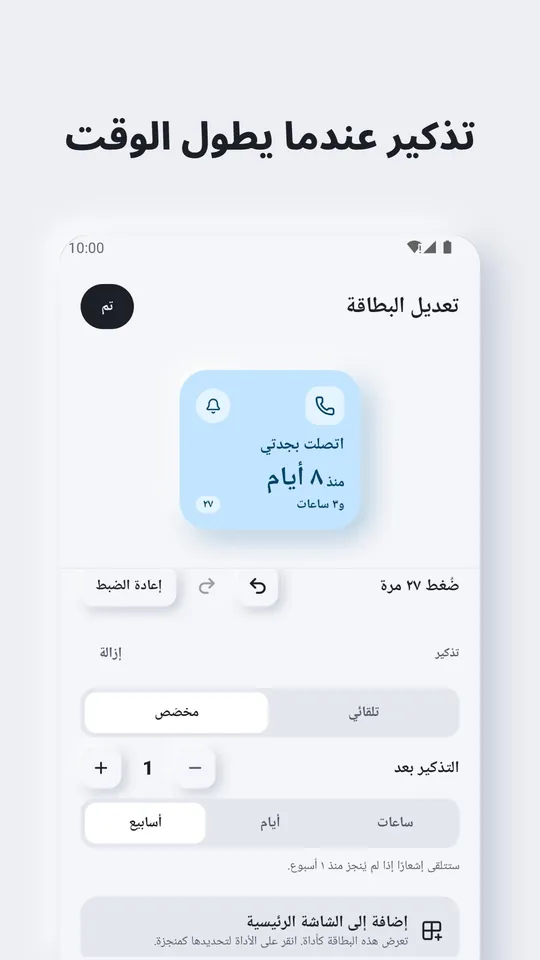 تذكير عندما يطول الوقت
10:00
تعديل البطاقة
تم
اتصلت بجدتي
منذ ٨ أيام
و٣ ساعات
٢٧
ضُغط ٢٧ مرة
إعادة الضبط
تذكير
إزالة
تلقائي
مخصّص
التذكير بعد
1
ساعات
أيام
أسابيع
ستتلقى إشعارًا إذا لم يُنجز منذ ١ أسبوع.
إضافة إلى الشاشة الرئيسية
تعرض هذه البطاقة كأداة. انقر على الأداة لتحديدها كمنجزة.